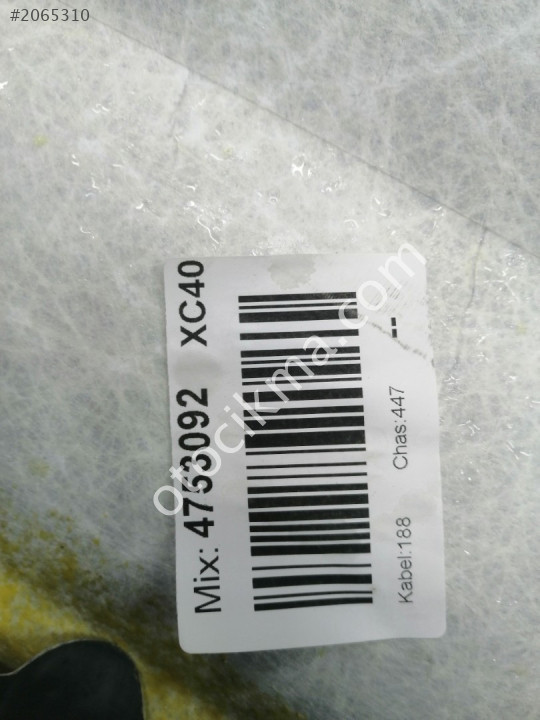 #2065310
Mix: 4753092 XC40
Kabel:188 Chas:447 --
otocikma.com